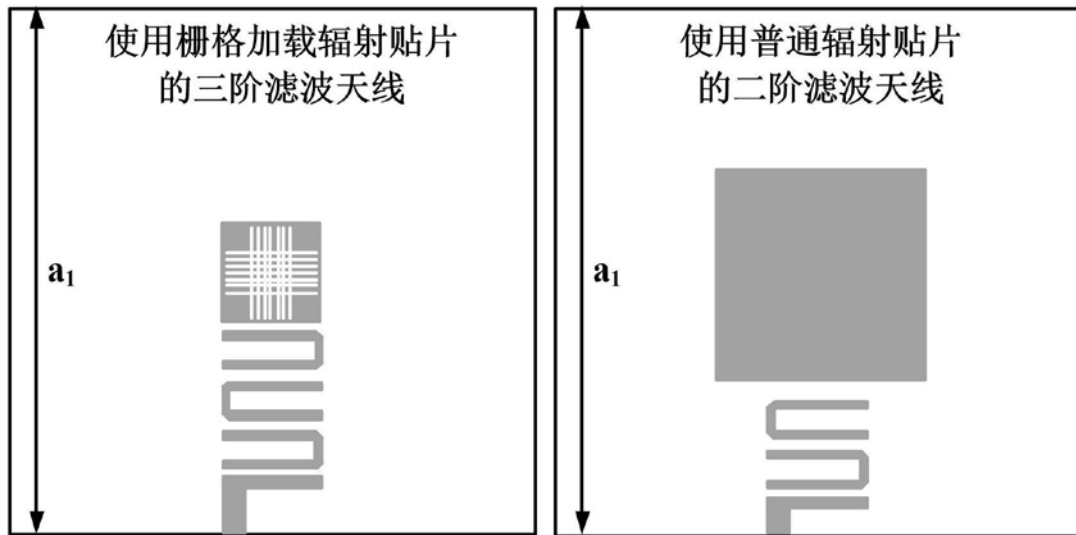 使用栅格加载辐射贴片
的三阶滤波天线
a₁
使用普通辐射贴片
的二阶滤波天线
a₁